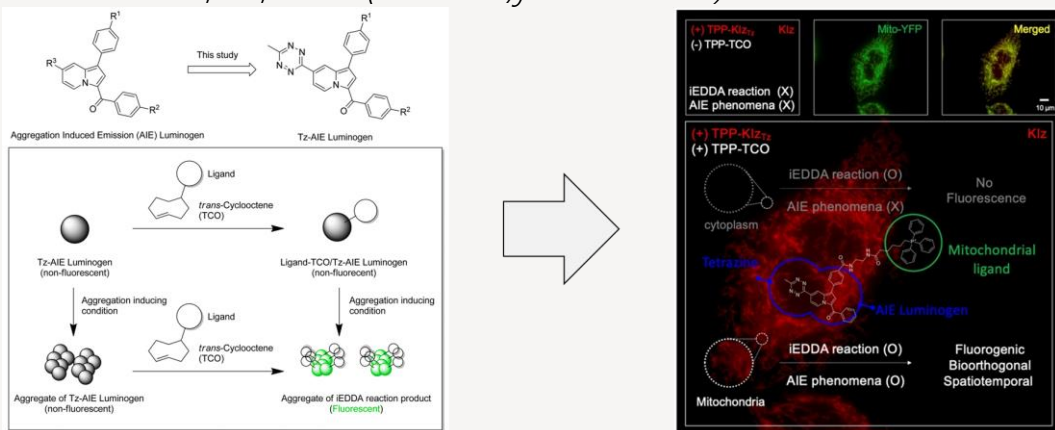 R¹
R³
N
O
R²
Aggregation Induced Emission (AIE) Luminogen
This study
R¹
N=N
N-N
N
O
R²
Tz-AIE Luminogen
Ligand
trans-Cyclooctene
(TCO)
Tz-AIE Luminogen
(non-fluorescent)
Ligand-TCO/Tz-AIE Luminogen
(non-fluorescent)
Aggregation inducing
condition
Ligand
trans-Cyclooctene
(TCO)
Aggregation inducing
condition
Aggregate of Tz-AIE Luminogen
(non-fluorescent)
Aggregate of iEDDA reaction product
(Fluorescent)
(+) TPP-KlzTz Klz
(-) TPP-TCO
iEDDA reaction (X)
AIE phenomena (X)
Mito-YFP
Merged
10 μm
(+) TPP-KlzTz Klz
(+) TPP-TCO
cytoplasm
iEDDA reaction (O)
AIE phenomena (X)
No
Fluorescence
Mitochondrial
ligand
Tetrazine
AIE Luminogen
Mitochondria
iEDDA reaction (O)
AIE phenomena (O)
Fluorogenic
Bioorthogonal
Spatiotemporal